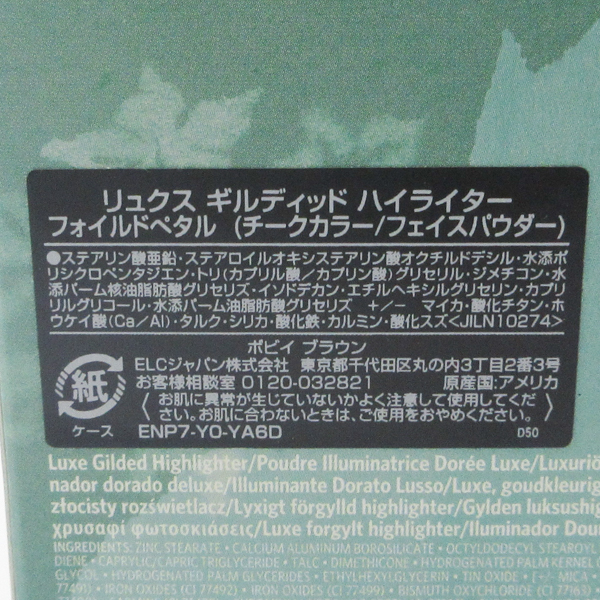 リュクス ギルディッド ハイライター
フォイルドペタル (チークカラー/フェイスパウダー)
●ステアリン酸亜鉛・ステアロイルオキシステアリン酸オクチルドデシル・水添ポ
リシクロペンタジエン・トリ(カプリル酸/カプリン酸)グリセリル・ジメチコン・水
添パーム核油脂肪酸グリセリズ・イソドデカン・エチルヘキシルグリセリン・カプリ
リルグリコール・水添パーム油脂肪酸グリセリズ +/- マイカ・酸化チタン・ホ
ウケイ酸(Ca/Al)・タルク・シリカ・酸化鉄・カルミン・酸化スズ<JILN10274>
ボビイ ブラウン
ELCジャパン株式会社 東京都千代田区丸の内3丁目2番3号
お客様相談室 0120-032821 原産国:アメリカ
〈お肌に異常が生じていないかよく注意して使用してください。
お肌に合わないときは、ご使用をおやめください。〉
紙
ケース ENP7-Y0-YA6D D50
Luxe Gilded Highlighter/Poudre Illuminatrice Dorée Luxe/Luxuriö
nador dorado deluxe/Illuminante Dorato Lusso/Luxe, goudkleurig
złocisty rozświetlacz/Lyxigt förgylld highlighter/Gylden luksushig
χρυσαφί φωτοσκιάσεις/Luxe forgylt highlighter/Iluminador Dou
INGREDIENTS: ZINC STEARATE • CALCIUM ALUMINUM BOROSILICATE • OCTYLDODECYL STEAROYL
DIENE • CAPRYLIC/CAPRIC TRIGLYCERIDE • TALC • DIMETHICONE • HYDROGENATED PALM KERNEL
GLYCOL • HYDROGENATED PALM GLYCERIDES • ETHYLHEXYLGLYCERIN • TIN OXIDE • [+/- MICA •
77491) • IRON OXIDES (CI 77492) • IRON OXIDES (CI 77499) • BISMUTH OXYCHLORIDE (CI 77163)